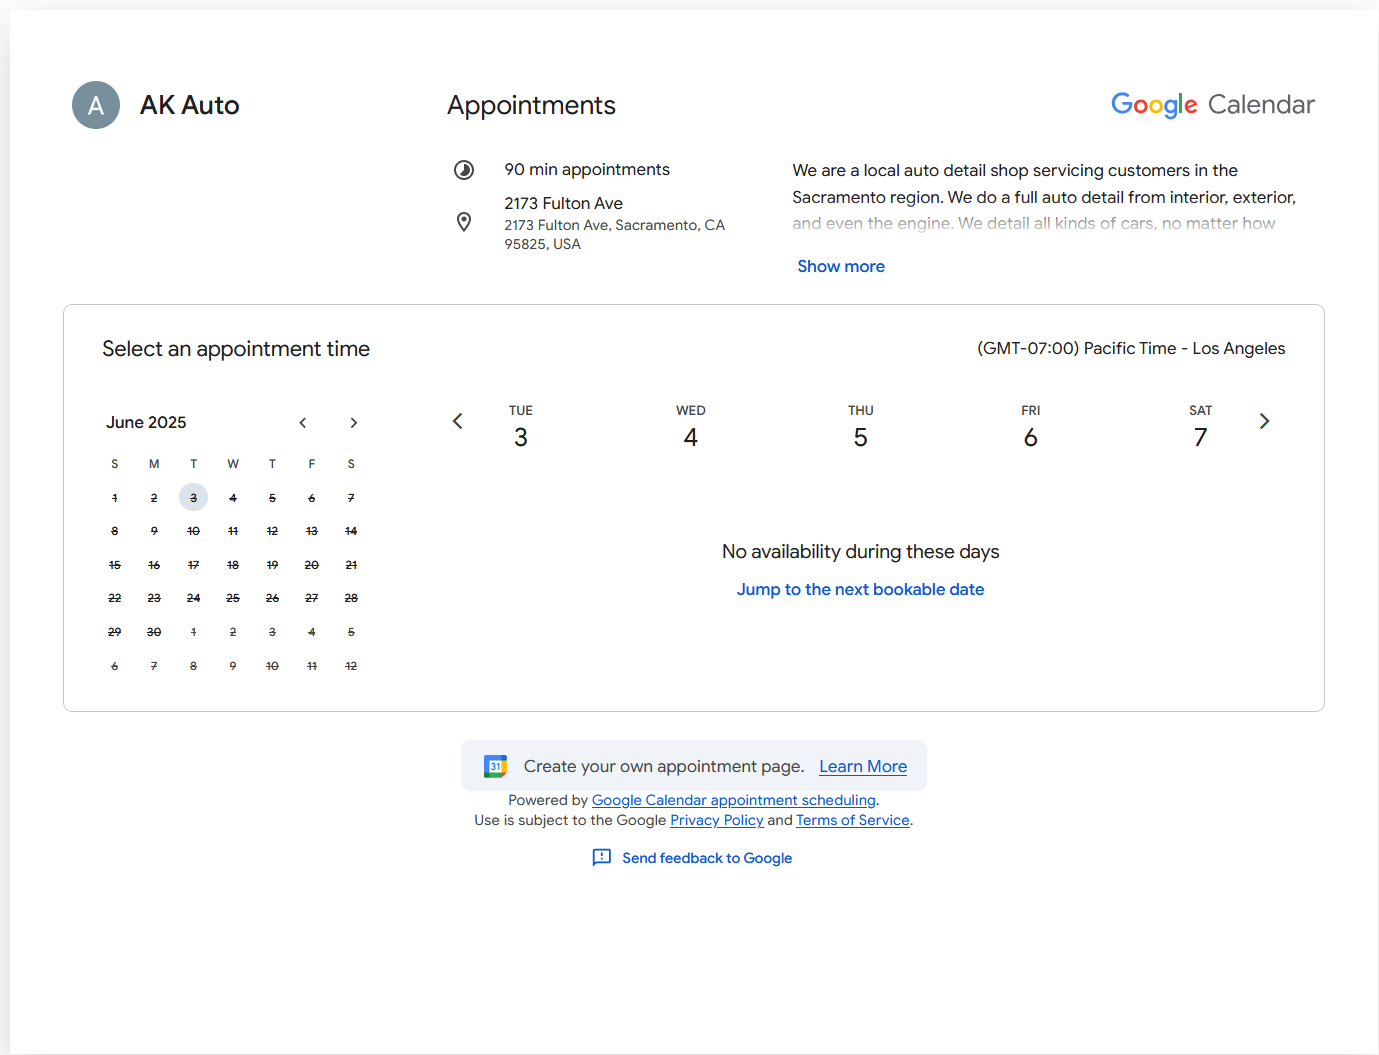 A
AK Auto
Appointments
Google Calendar
90 min appointments
2173 Fulton Ave
2173 Fulton Ave, Sacramento, CA
95825, USA
We are a local auto detail shop servicing customers in the
Sacramento region. We do a full auto detail from interior, exterior,
and even the engine. We detail all kinds of cars, no matter how
Show more
Select an appointment time
(GMT-07:00) Pacific Time - Los Angeles
June 2025
S M T W T F S
1 2 3 4 5 6 7
8 9 10 11 12 13 14
15 16 17 18 19 20 21
22 23 24 25 26 27 28
29 30 1 2 3 4 5
6 7 8 9 10 11 12
TUE WED THU FRI SAT
3 4 5 6 7
No availability during these days
Jump to the next bookable date
31
Create your own appointment page. Learn More
Powered by Google Calendar appointment scheduling.
Use is subject to the Google Privacy Policy and Terms of Service.
Send feedback to Google